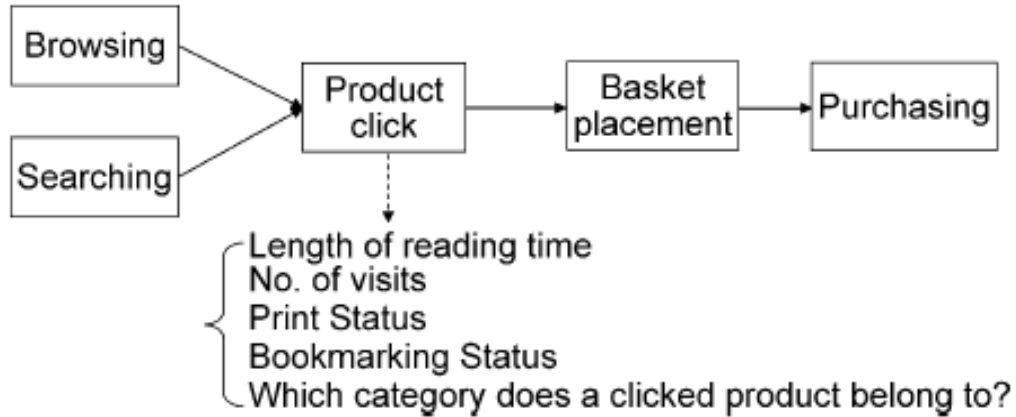 Browsing
Searching
Product
click
Basket
placement
Purchasing
Length of reading time
No. of visits
Print Status
Bookmarking Status
Which category does a clicked product belong to?